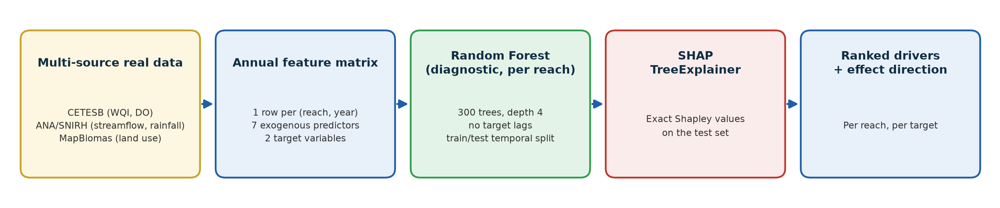 Multi-source real data
CETESB (WQI, DO)
ANA/SNIRH (streamflow, rainfall)
MapBiomas (land use)
Annual feature matrix
1 row per (reach, year)
7 exogenous predictors
2 target variables
Random Forest
(diagnostic, per reach)
300 trees, depth 4
no target lags
train/test temporal split
SHAP
TreeExplainer
Exact Shapley values
on the test set
Ranked drivers
+ effect direction
Per reach, per target